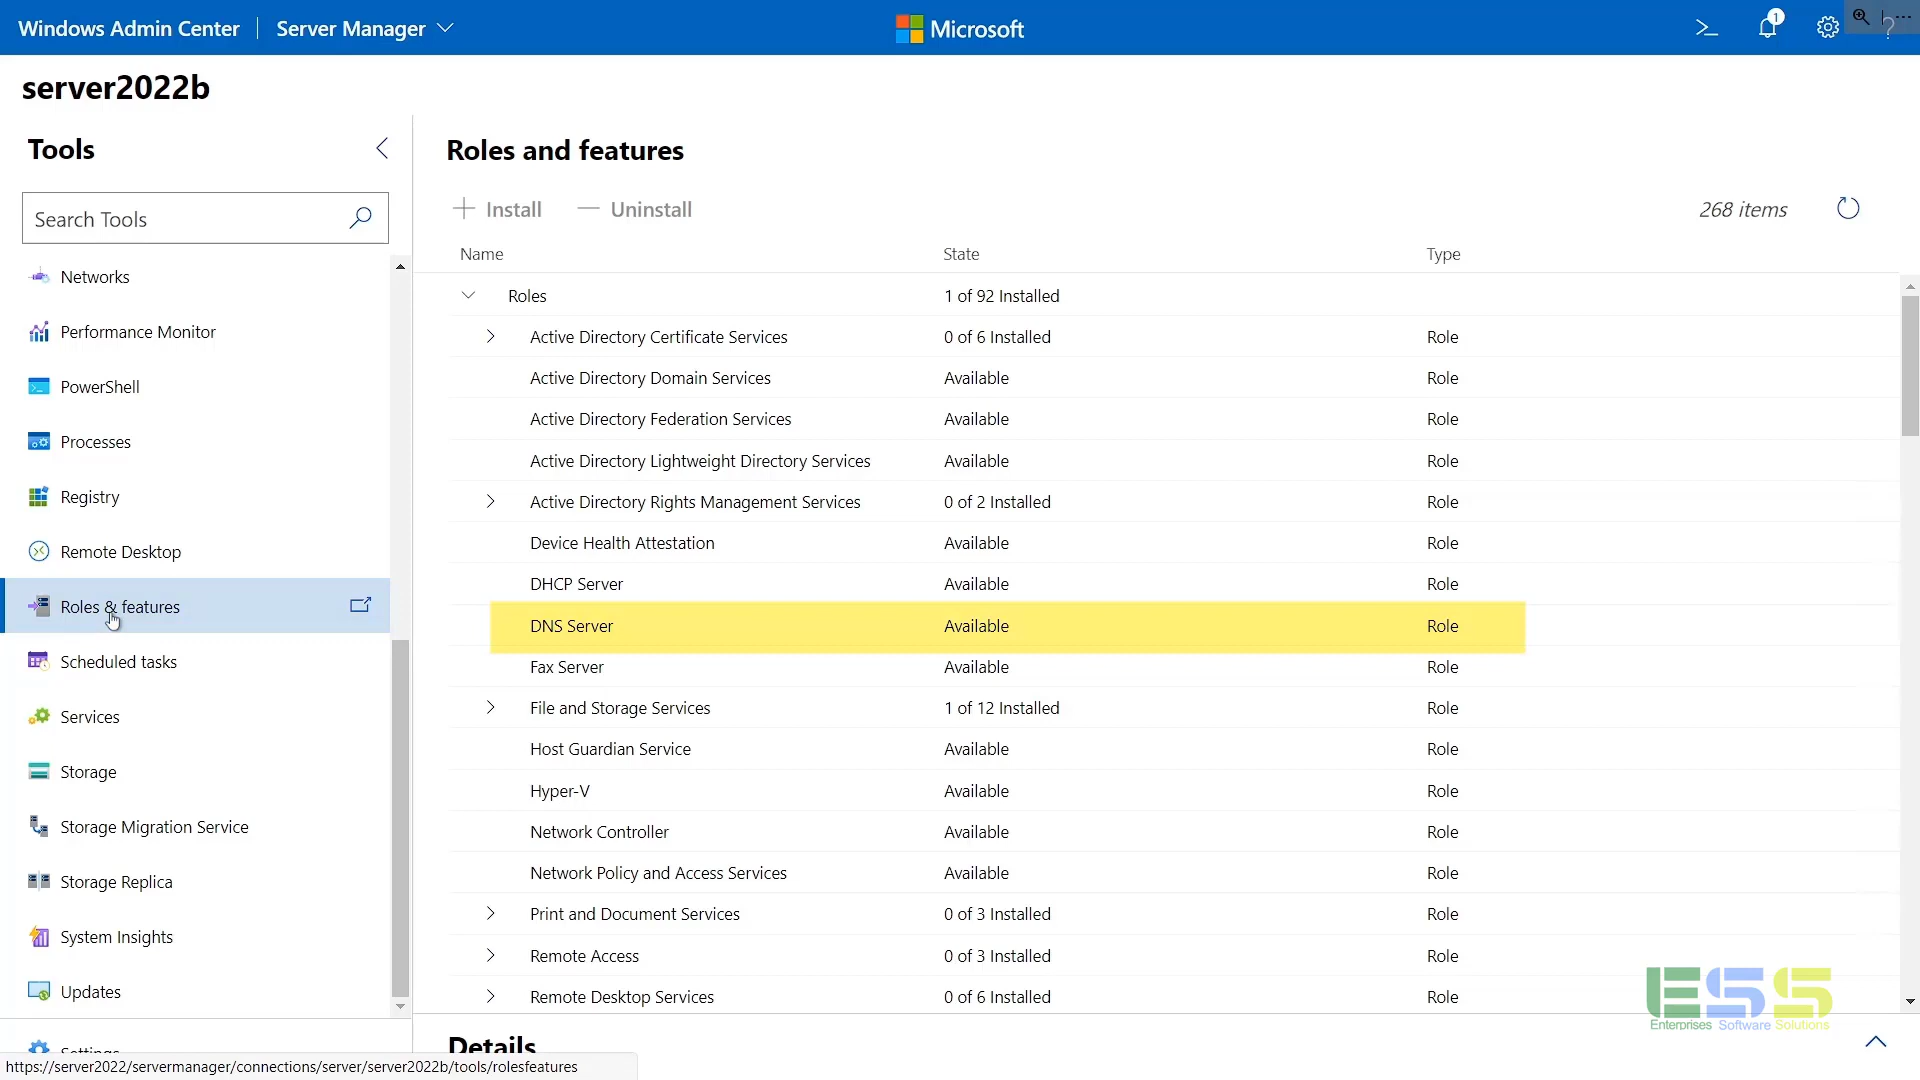 Windows Admin Center Server Manager Microsoft 1 ?
server2022b
Tools
Search Tools
Networks
Performance Monitor
PowerShell
Processes
Registry
Remote Desktop
Roles & features
Scheduled tasks
Services
Storage
Storage Migration Service
Storage Replica
System Insights
Updates
Settings
Roles and features
Install Uninstall 268 items
Name State Type
Roles 1 of 92 Installed
Active Directory Certificate Services 0 of 6 Installed Role
Active Directory Domain Services Available Role
Active Directory Federation Services Available Role
Active Directory Lightweight Directory Services Available Role
Active Directory Rights Management Services 0 of 2 Installed Role
Device Health Attestation Available Role
DHCP Server Available Role
DNS Server Available Role
Fax Server Available Role
File and Storage Services 1 of 12 Installed Role
Host Guardian Service Available Role
Hyper-V Available Role
Network Controller Available Role
Network Policy and Access Services Available Role
Print and Document Services 0 of 3 Installed Role
Remote Access 0 of 3 Installed Role
Remote Desktop Services 0 of 6 Installed Role
ESS
Enterprises Software Solutions
Details
https://server2022/servermanager/connections/server/server2022b/tools/rolesfeatures